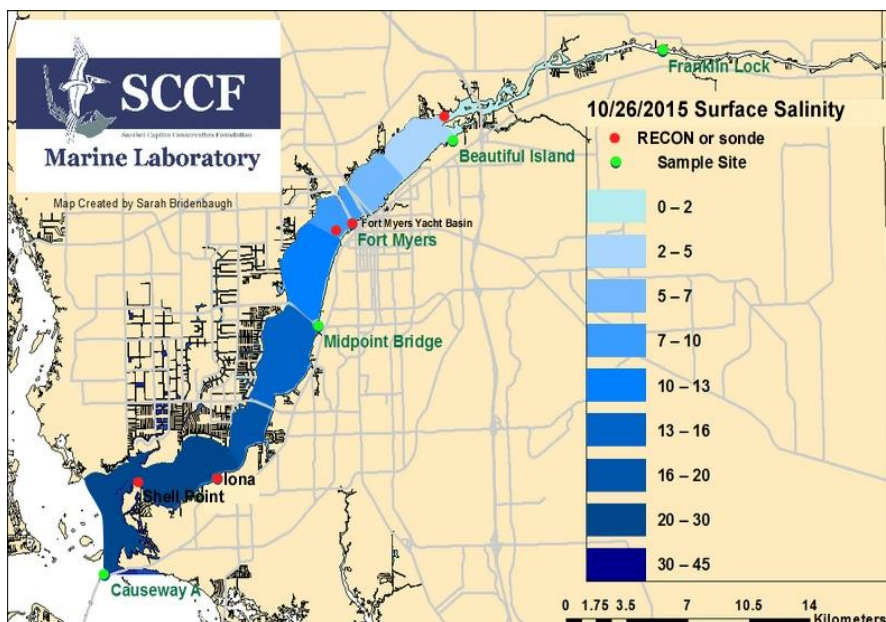 SCCF
Sanibel Captiva Conservation Foundation
Marine Laboratory
Map Created by Sarah Bridenbaugh
Franklin Lock
10/26/2015 Surface Salinity
RECON or sonde
Sample Site
Beautiful Island
Fort Myers Yacht Basin
Fort Myers
Midpoint Bridge
Iona
Shell Point
Causeway A
0 – 2
2 – 5
5 – 7
7 – 10
10 – 13
13 – 16
16 – 20
20 – 30
30 – 45
0 1.75 3.5 7 10.5 14
Kilometers